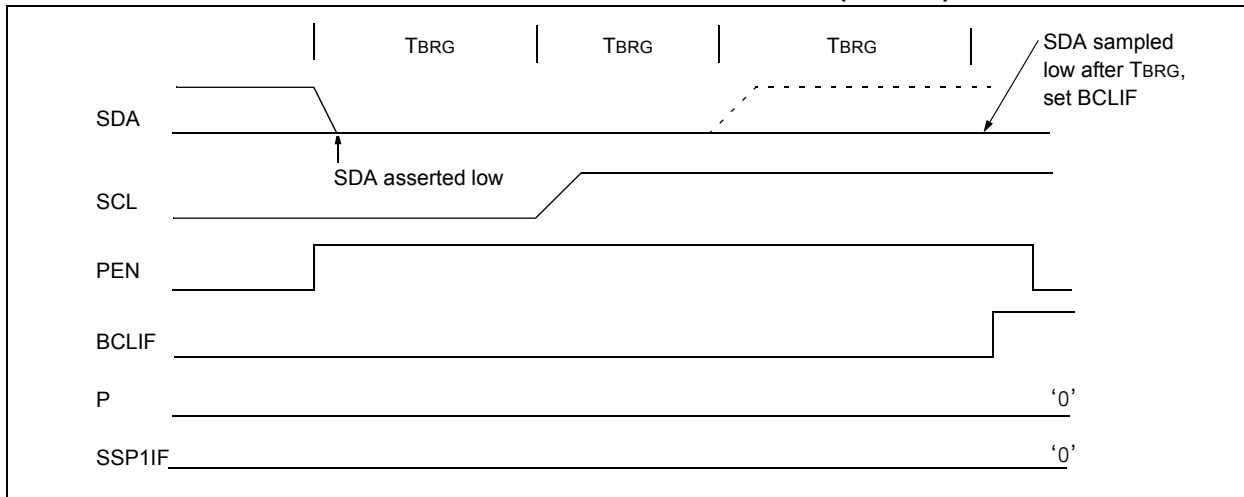 TBRG TBRG TBRG
SDA sampled
low after TBRG,
set BCLIF
SDA
SDA asserted low
SCL
PEN
BCLIF
P
‘0’
SSP1IF
‘0’